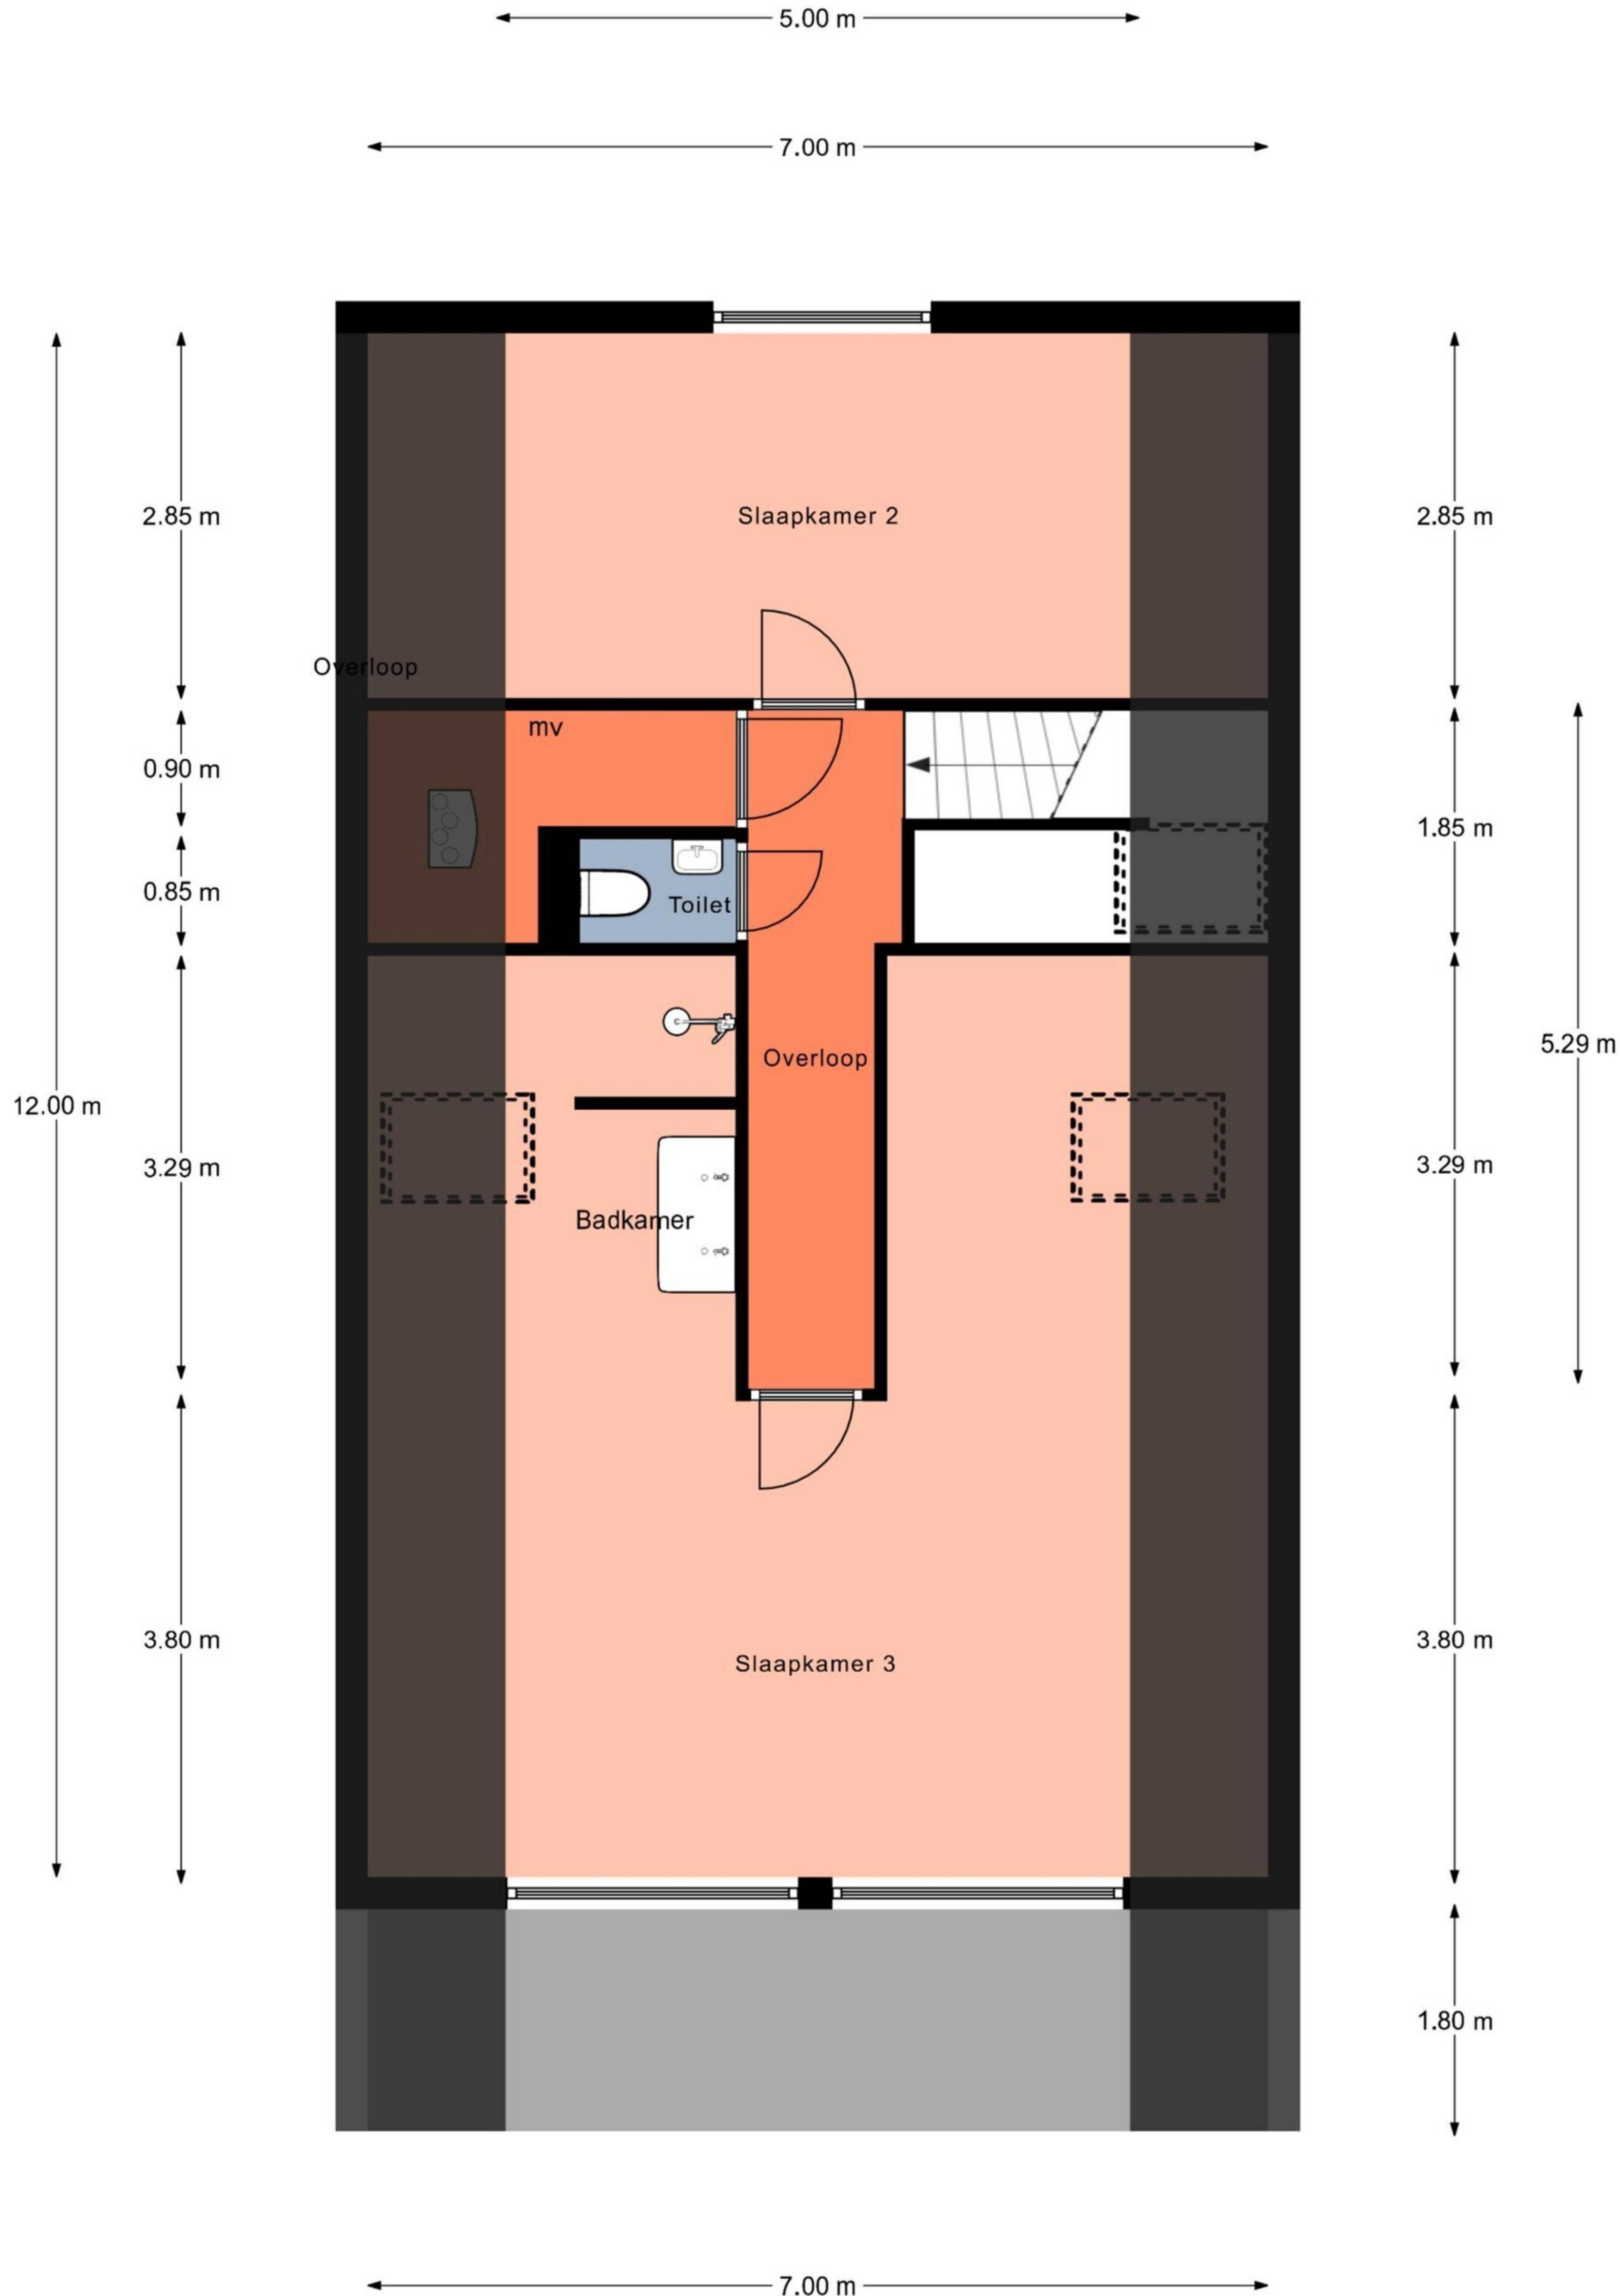 5.00 m
7.00 m
2.85 m
Slaapkamer 2
2.85 m
Overloop
mv
0.90 m
1.85 m
0.85 m
Toilet
5.29 m
Overloop
12.00 m
3.29 m
3.29 m
Badkamer
3.80 m
3.80 m
Slaapkamer 3
1.80 m
7.00 m